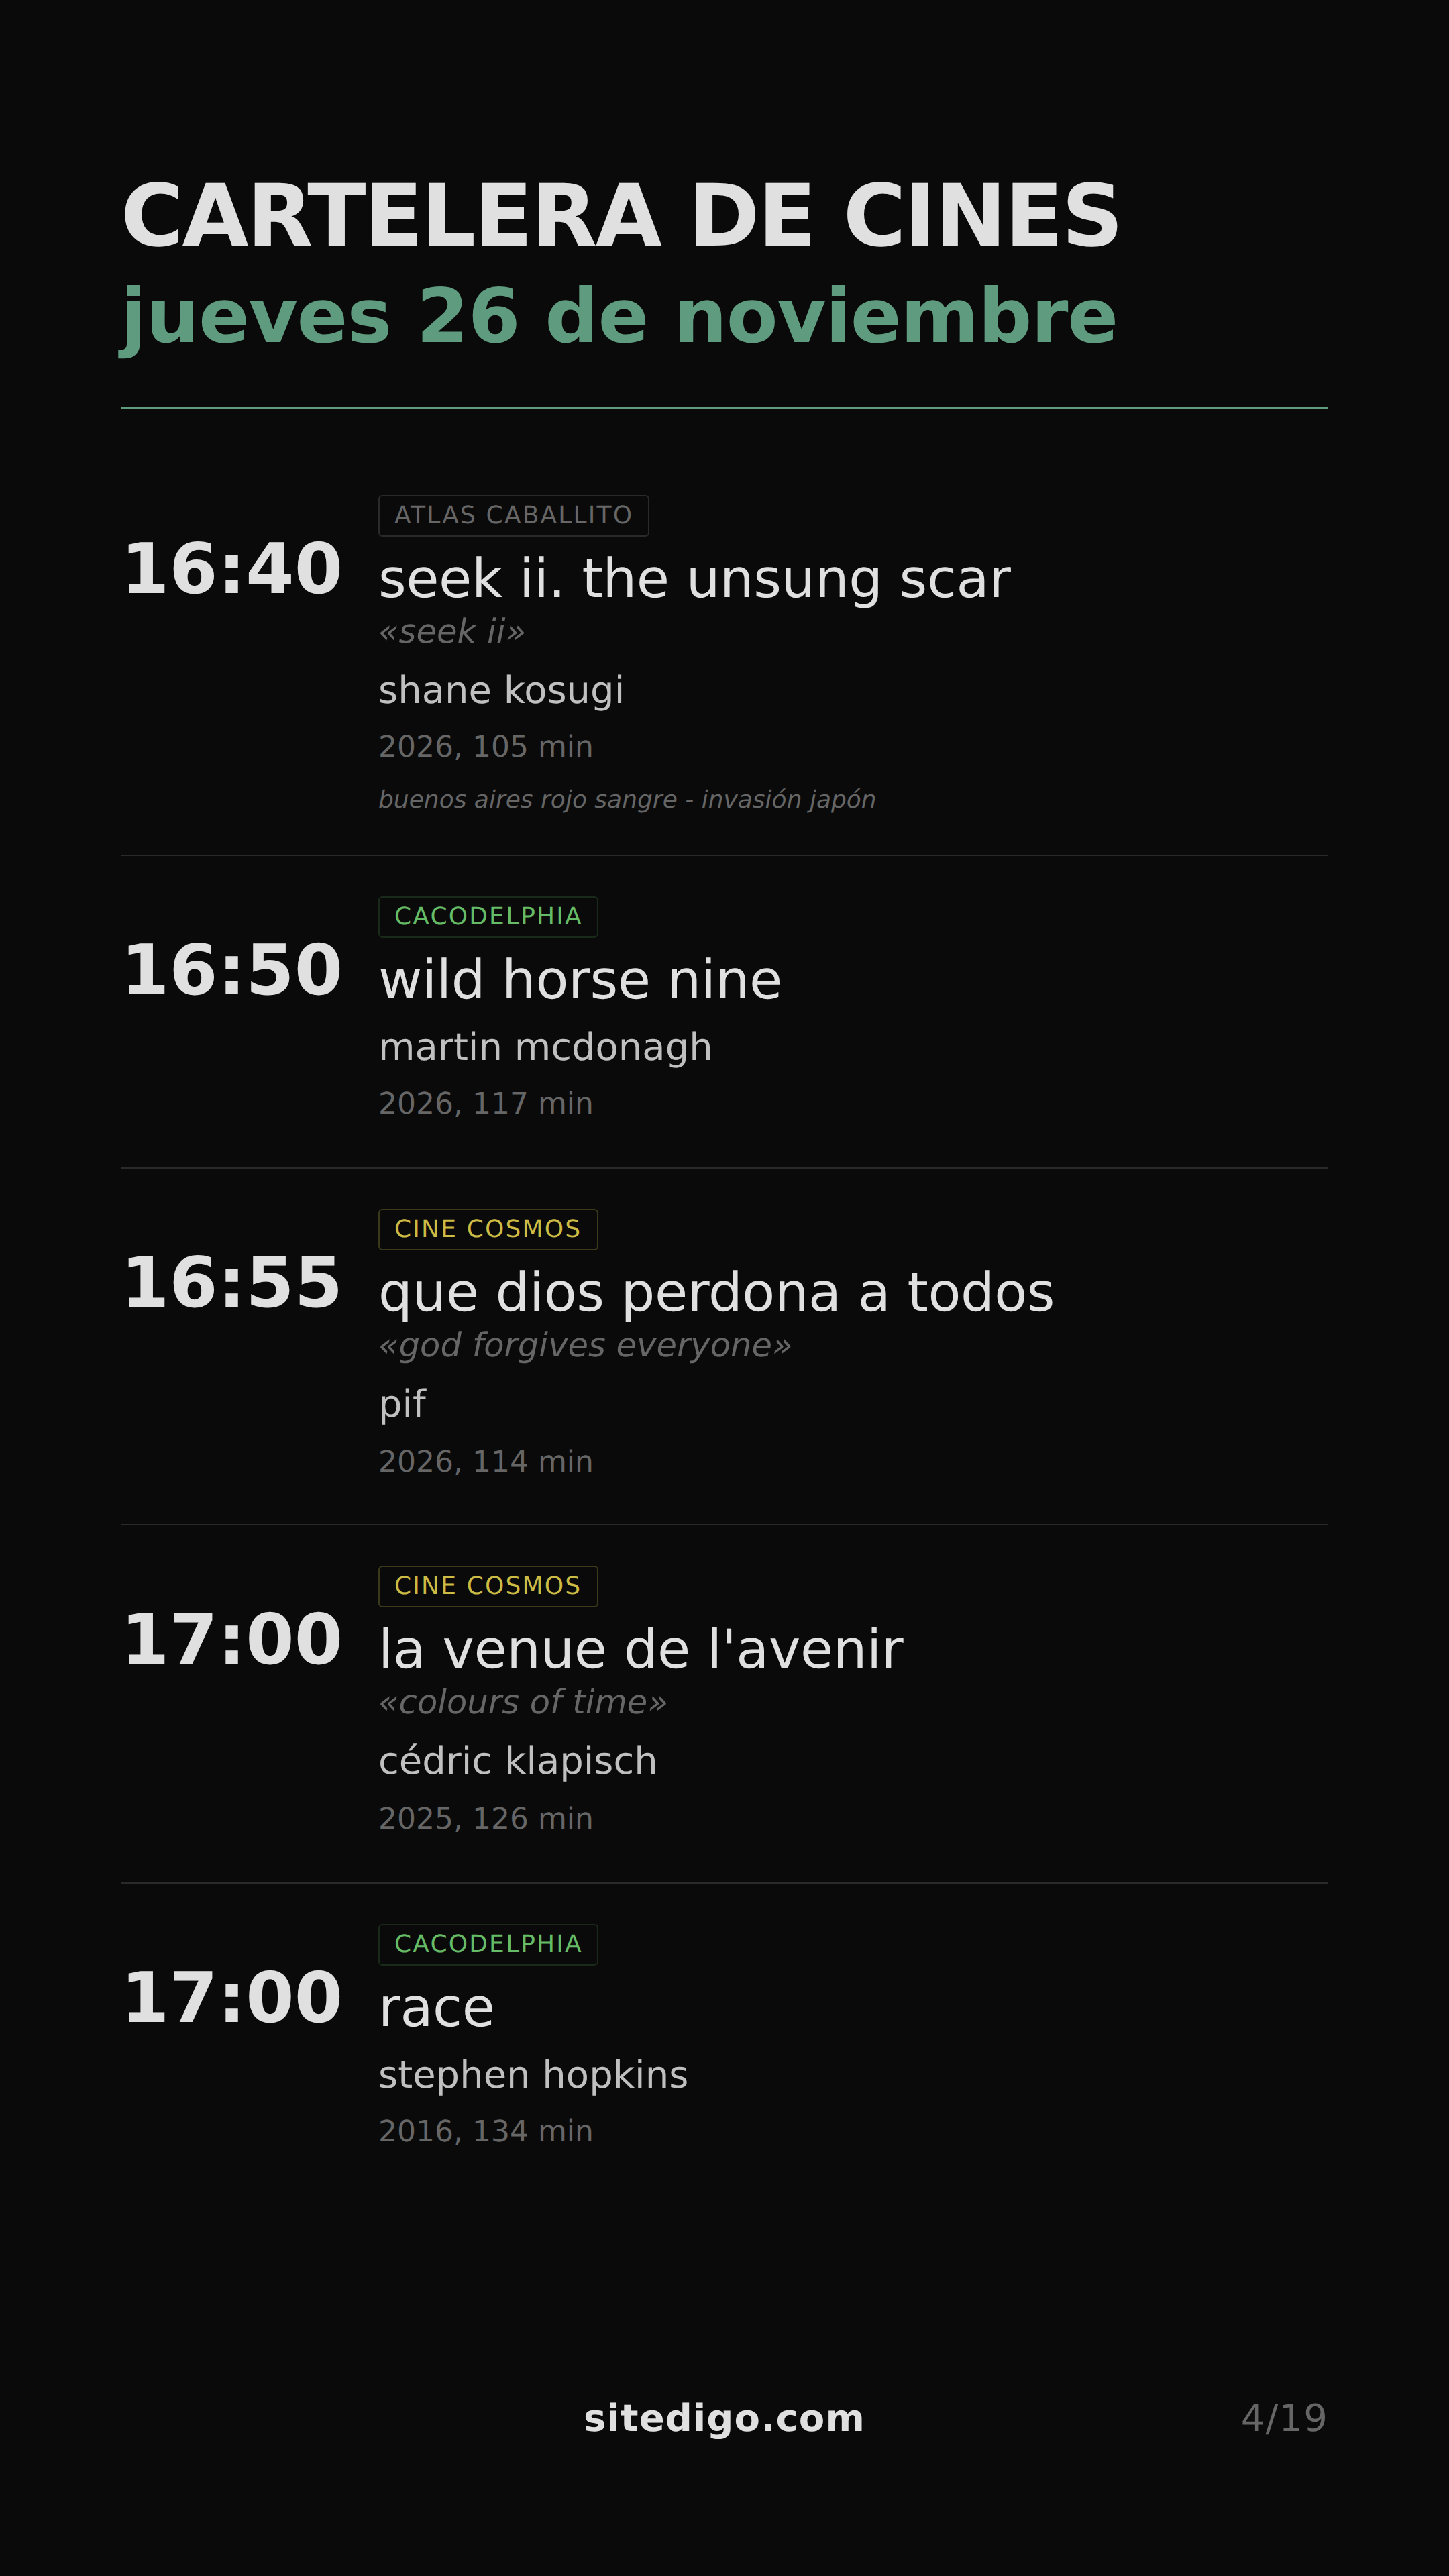 CARTELERA DE CINES
jueves 26 de noviembre
ATLAS CABALLITO
16:40
seek ii. the unsung scar
«seek ii»
shane kosugi
2026, 105 min
buenos aires rojo sangre - invasión japón
CACODELPHIA
16:50
wild horse nine
martin mcdonagh
2026, 117 min
CINE COSMOS
16:55
que dios perdona a todos
«god forgives everyone»
pif
2026, 114 min
CINE COSMOS
17:00
la venue de l'avenir
«colours of time»
cédric klapisch
2025, 126 min
CACODELPHIA
17:00
race
stephen hopkins
2016, 134 min
sitedigo.com
4/19